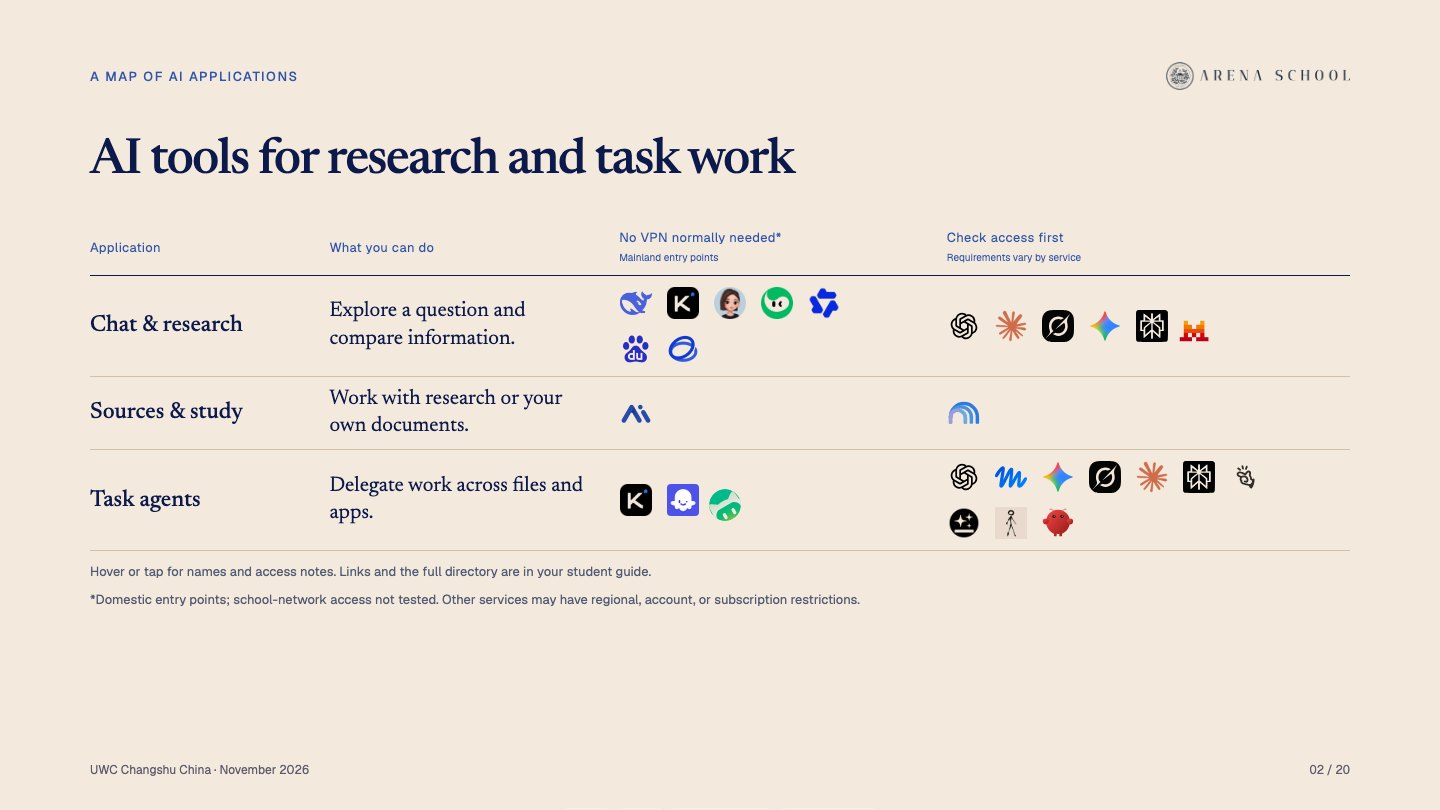 A MAP OF AI APPLICATIONS
ARENA SCHOOL
AI tools for research and task work
Application
What you can do
No VPN normally needed*
Mainland entry points
Check access first
Requirements vary by service
Chat & research
Explore a question and
compare information.
du
Sources & study
Work with research or your
own documents.
Task agents
Delegate work across files and
apps.
Hover or tap for names and access notes. Links and the full directory are in your student guide.
*Domestic entry points; school-network access not tested. Other services may have regional, account, or subscription restrictions.
UWC Changshu China · November 2026
02 / 20